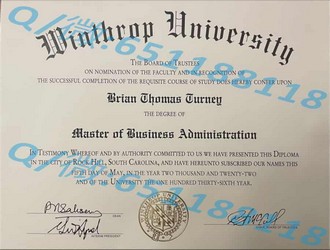 Winthrop University
The Board of Trustees
on nomination of the faculty and in recognition of
the successful completion of the requisite course of study does hereby confer upon
Brian Thomas Turney
the degree of
Master of Business Administration
In Testimony Whereof and by authority committed to us we have presented this Diploma
in the city of Rock Hill, South Carolina, and have hereunto subscribed our names this
fifth day of May, in the year two thousand and twenty-two
and of the University one hundred thirty-sixth year.